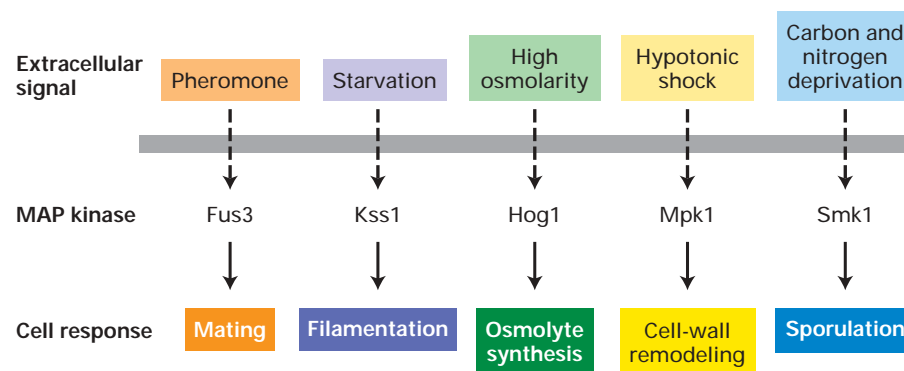 Extracellular
signal
Pheromone
Starvation
High
osmolarity
Hypotonic
shock
Carbon and
nitrogen
deprivation
MAP kinase
Fus3
Kss1
Hog1
Mpk1
Smk1
Cell response
Mating
Filamentation
Osmolyte
synthesis
Cell-wall
remodeling
Sporulation